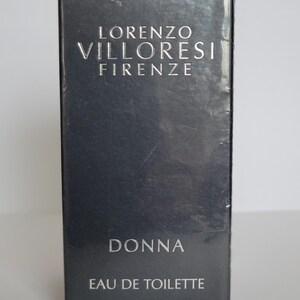 LORENZO
VILLORESI
FIRENZE
DONNA
EAU DE TOILETTE